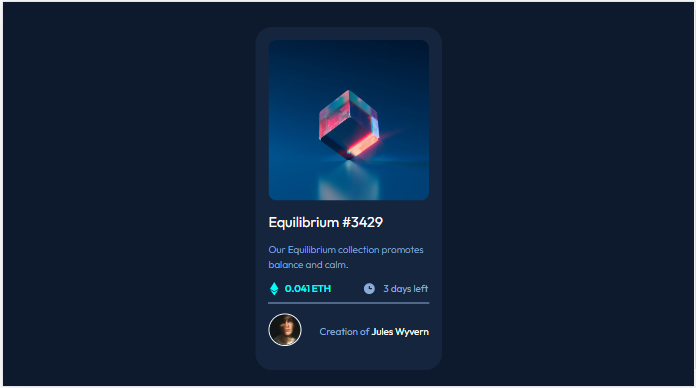 Equilibrium #3429
Our Equilibrium collection promotes
balance and calm.
0.041 ETH 3 days left
Creation of Jules Wyvern